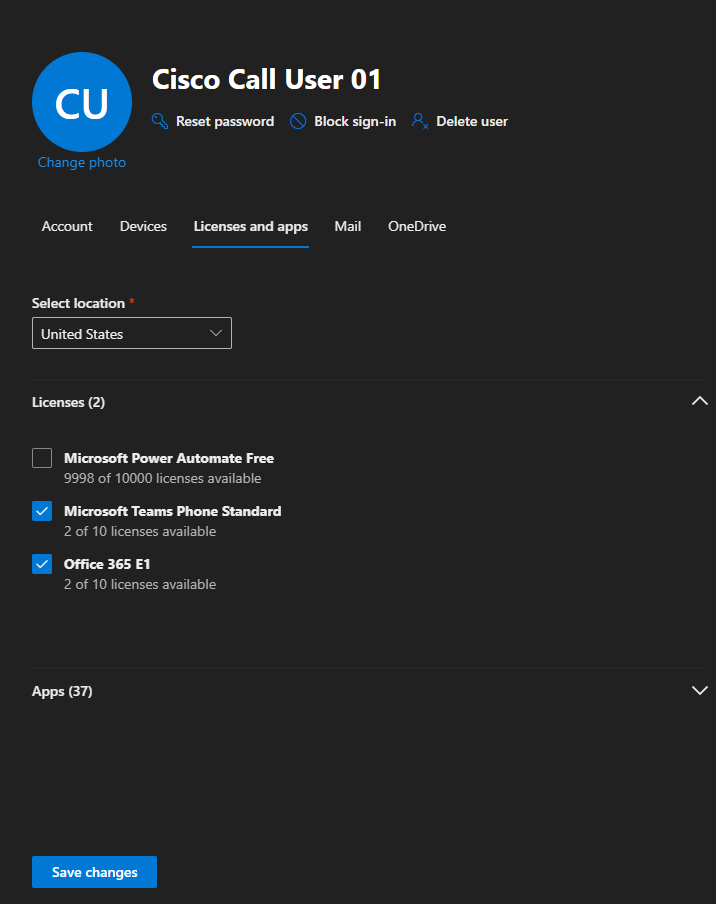 CU
Cisco Call User 01
Reset password Block sign-in Delete user
Change photo
Account Devices Licenses and apps Mail OneDrive
Select location *
United States
Licenses (2)
Microsoft Power Automate Free
9998 of 10000 licenses available
Microsoft Teams Phone Standard
2 of 10 licenses available
Office 365 E1
2 of 10 licenses available
Apps (37)
Save changes